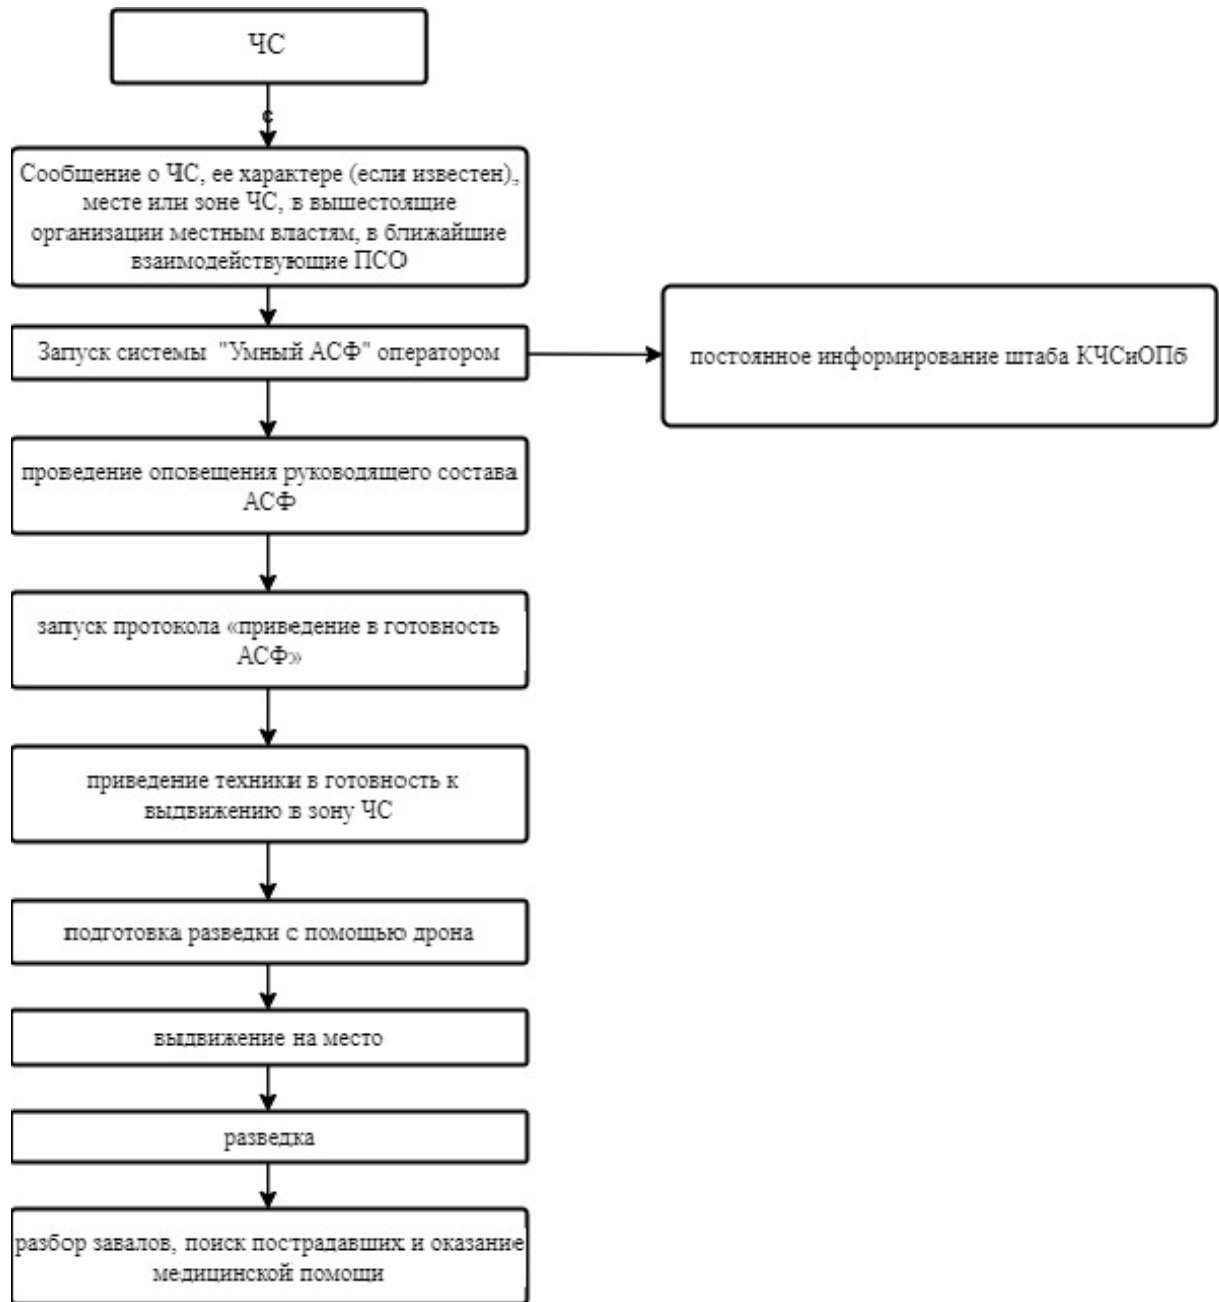 ЧС
с
Сообщение о ЧС, ее характере (если известен),
месте или зоне ЧС, в вышестоящие
организации местным властям, в ближайшие
взаимодействующие ПСО
Запуск системы "Умный АСФ" оператором
постоянное информирование штаба КЧСиОПб
проведение оповещения руководящего состава
АСФ
запуск протокола «приведение в готовность
АСФ»
приведение техники в готовность к
выдвижению в зону ЧС
подготовка разведки с помощью дрона
выдвижение на место
разведка
разбор завалов, поиск пострадавших и оказание
медицинской помощи